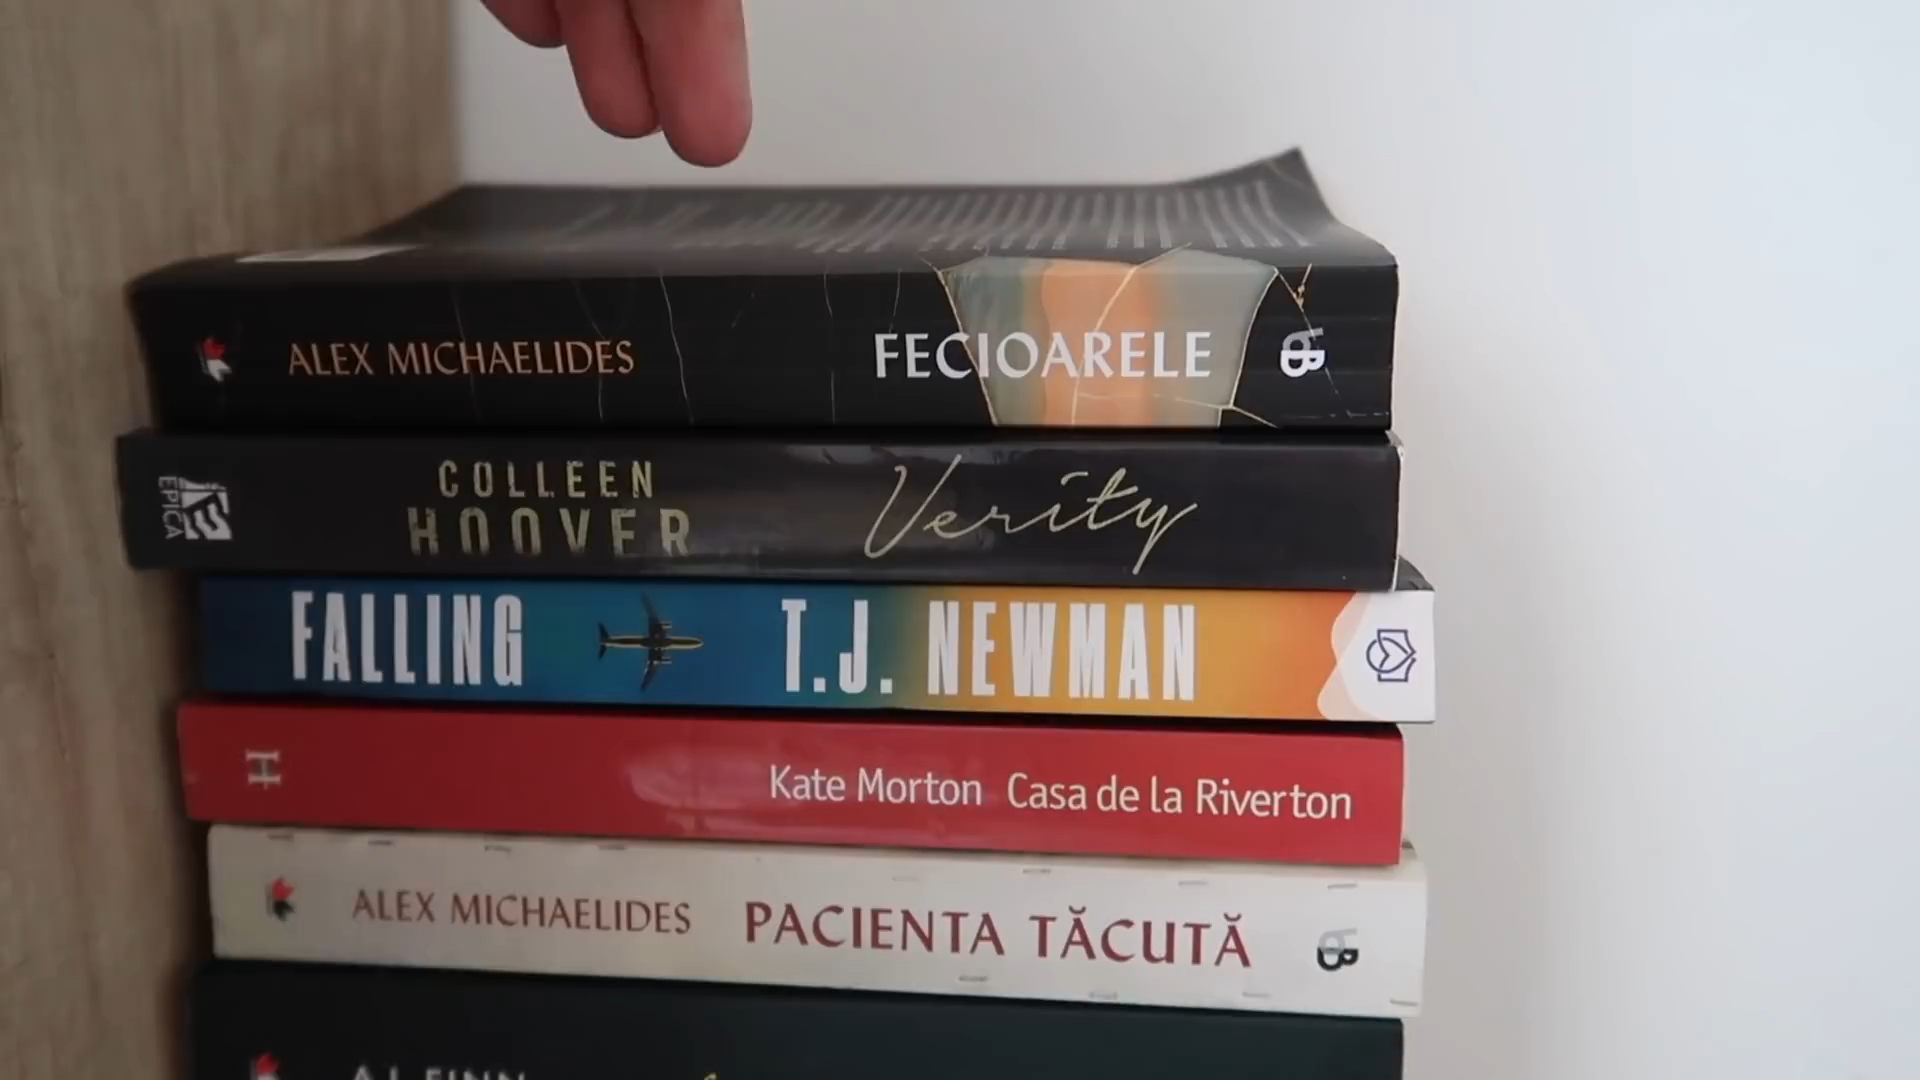 ALEX MICHAELIDES FECIOARELE
EPICA COLLEEN HOOVER Verity
FALLING T.J. NEWMAN
H Kate Morton Casa de la Riverton
ALEX MICHAELIDES PACIENTA TĂCUTĂ
A.J. FINN